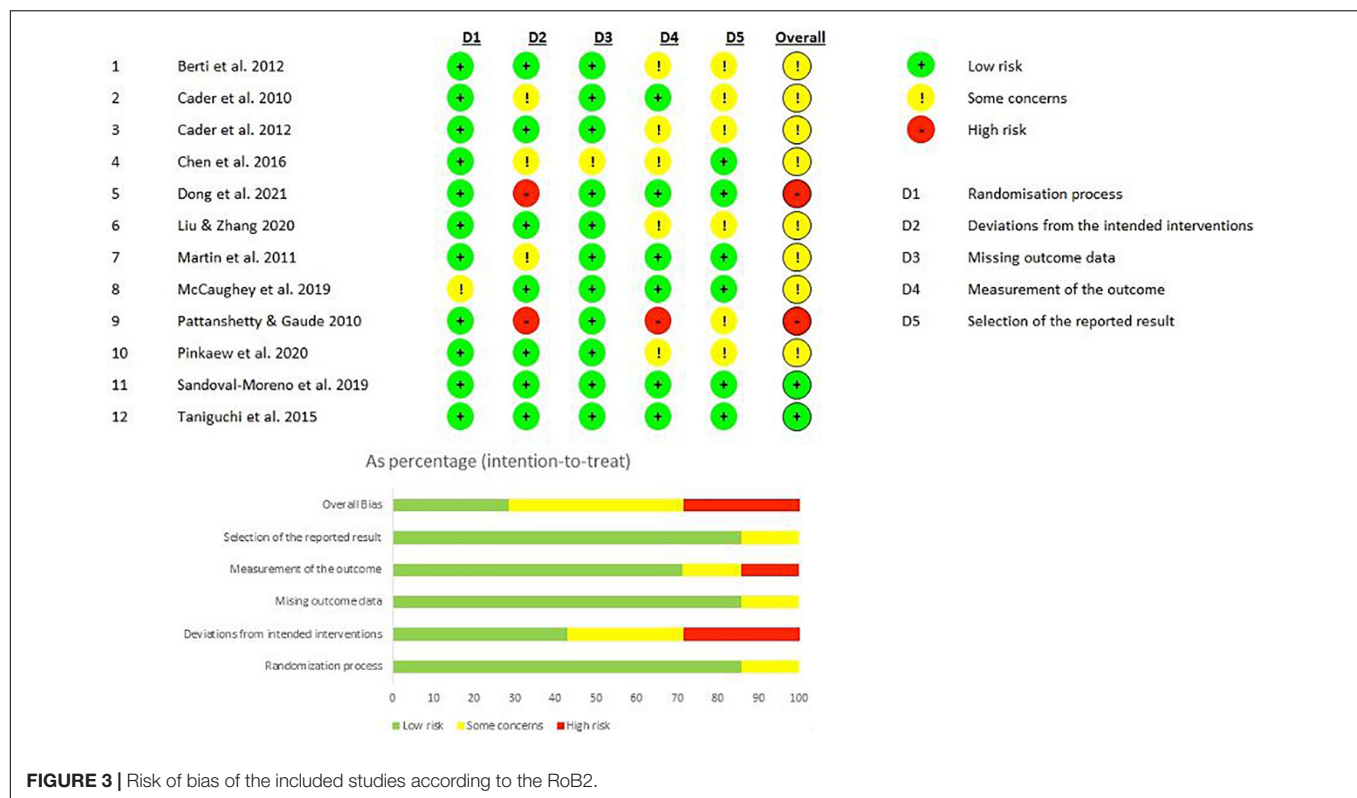 D1 D2 D3 D4 D5 Overall
1 Berti et al. 2012 + + + ! ! !
2 Cader et al. 2010 + ! + + ! !
3 Cader et al. 2012 + + + ! ! !
4 Chen et al. 2016 + ! ! ! + !
5 Dong et al. 2021 + - + + + -
6 Liu & Zhang 2020 + + + ! ! !
7 Martin et al. 2011 + ! + + + !
8 McCaughey et al. 2019 ! + + + + !
9 Pattanshetty & Gaude 2010 + - + - ! -
10 Pinkaew et al. 2020 + + + ! ! !
11 Sandoval-Moreno et al. 2019 + + + + + +
12 Taniguchi et al. 2015 + + + + + +
+ Low risk
! Some concerns
- High risk
D1 Randomisation process
D2 Deviations from the intended interventions
D3 Missing outcome data
D4 Measurement of the outcome
D5 Selection of the reported result
As percentage (intention-to-treat)
Overall Bias
Selection of the reported result
Measurement of the outcome
Mising outcome data
Deviations from intended interventions
Randomization process
0 10 20 30 40 50 60 70 80 90 100
Low risk Some concerns High risk
FIGURE 3 | Risk of bias of the included studies according to the RoB2.